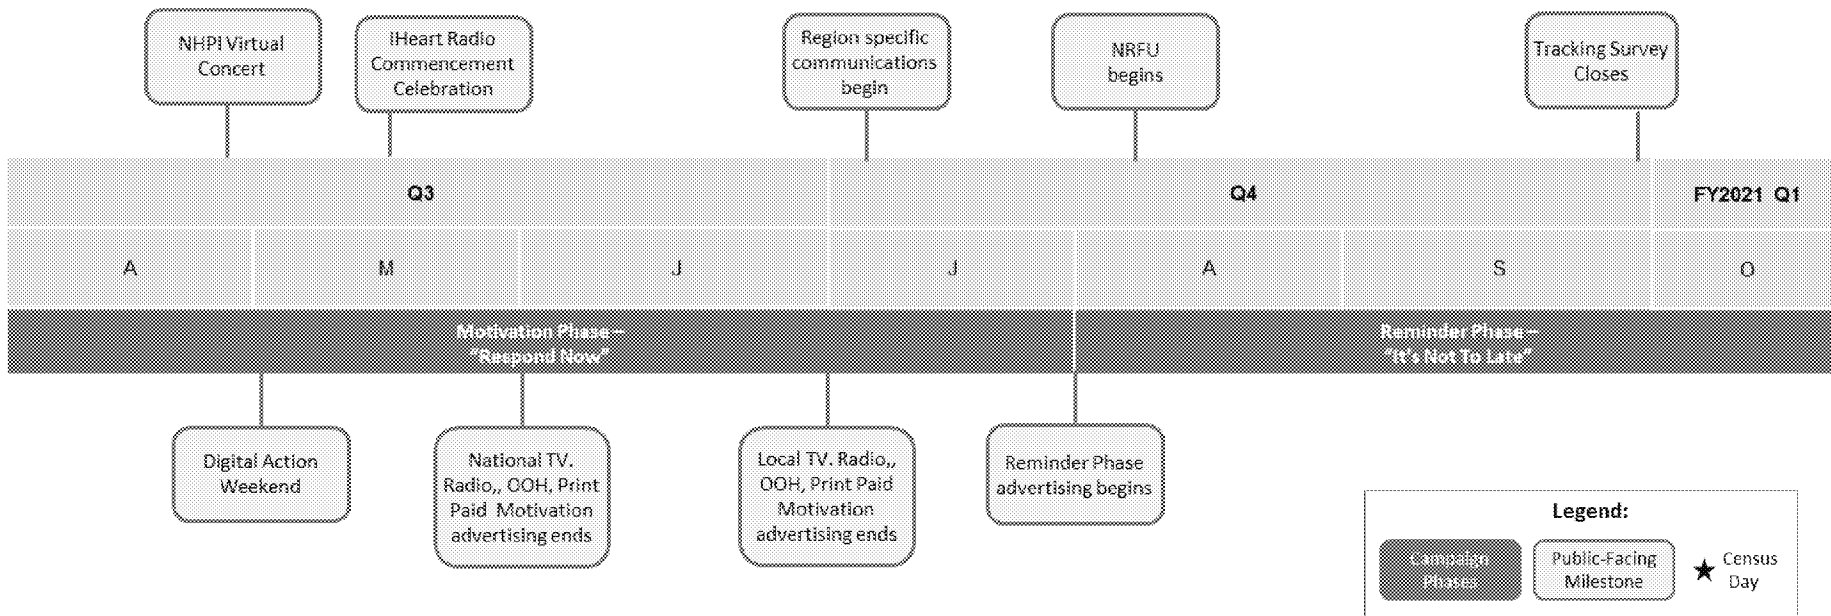 NHPI Virtual
Concert
iHeart Radio
Commencement
Celebration
Region specific
communications
begin
NRFU
begins
Tracking Survey
Closes
Q3
Q4
FY2021 Q1
A
M
J
J
A
S
O
Motivation Phase –
"Respond Now"
Reminder Phase –
"It's Not To Late"
Digital Action
Weekend
National TV.
Radio,, OOH, Print
Paid Motivation
advertising ends
Local TV. Radio,,
OOH, Print Paid
Motivation
advertising ends
Reminder Phase
advertising begins
Legend:
Campaign
Phases
Public-Facing
Milestone
Census
Day